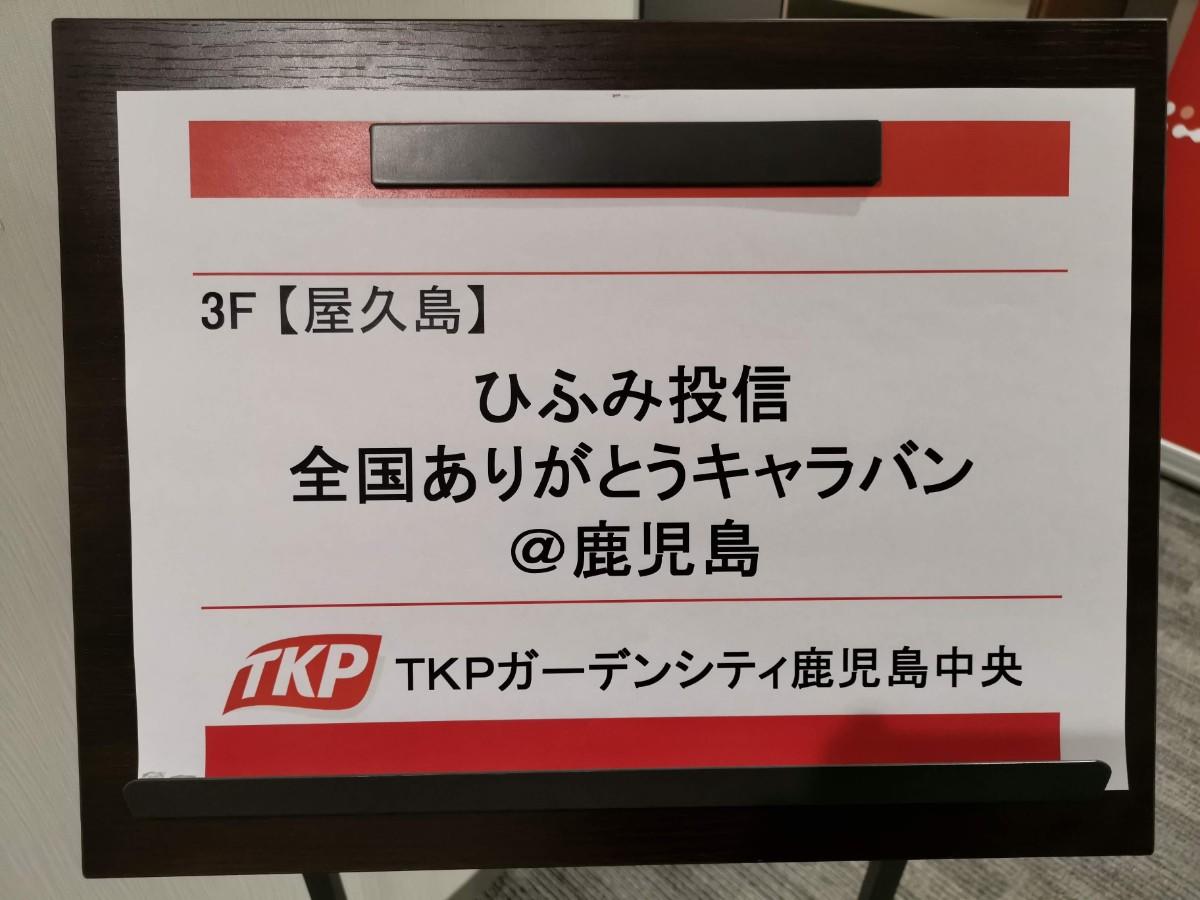 3F【屋久島】
ひふみ投信
全国ありがとうキャラバン
＠鹿児島
TKP TKPガーデンシティ鹿児島中央